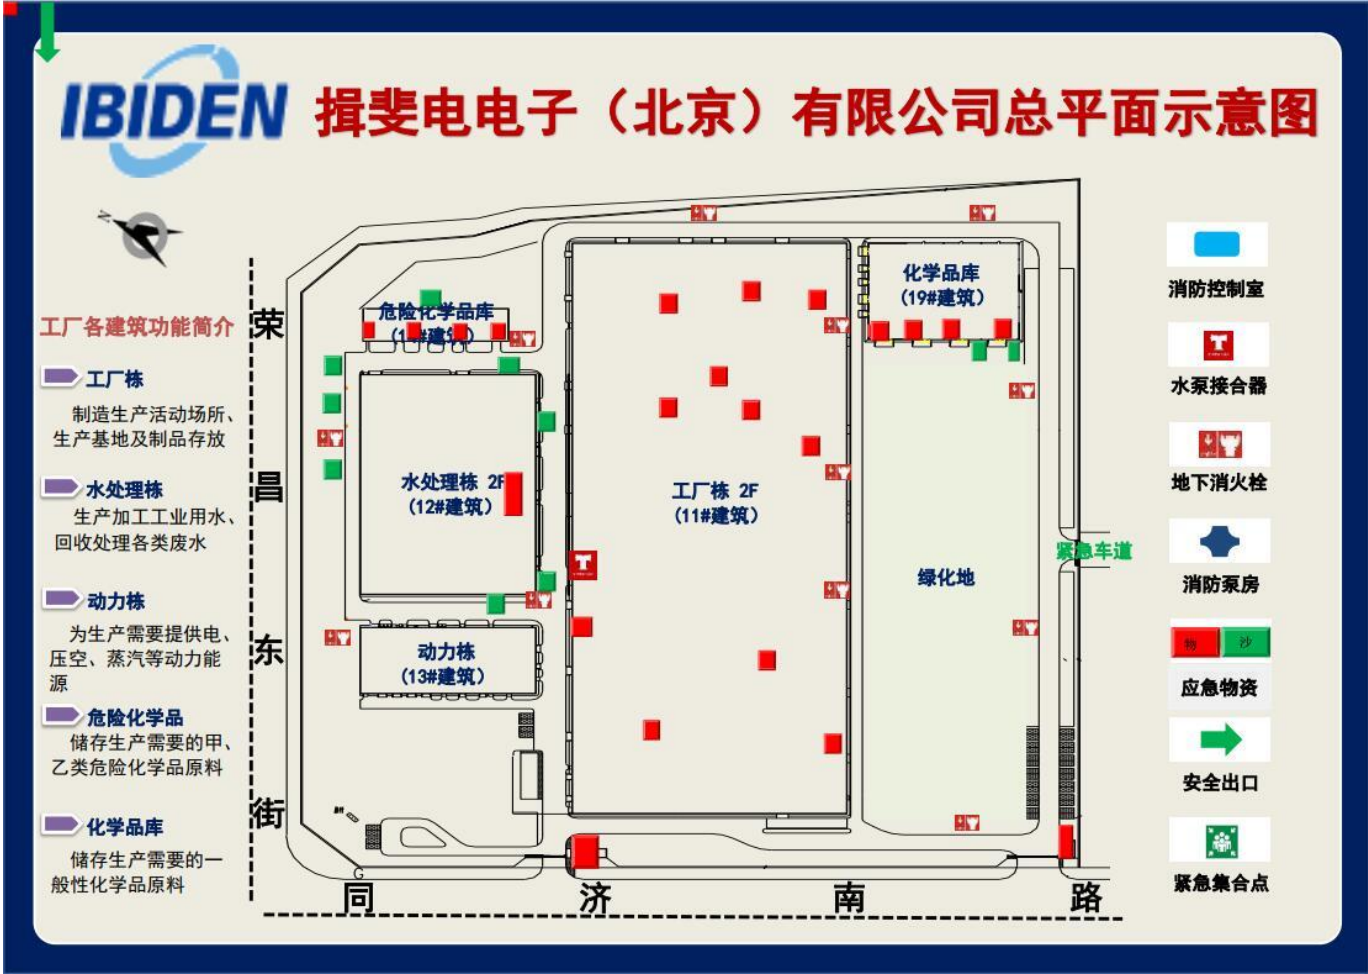 IBIDEN
揖斐电电子（北京）有限公司总平面示意图
N
工厂各建筑功能简介
工厂栋
制造生产活动场所、
生产基地及制品存放
水处理栋
生产加工工业用水、
回收处理各类废水
动力栋
为生产需要提供电、
压空、蒸汽等动力能
源
危险化学品
储存生产需要的甲、
乙类危险化学品原料
化学品库
储存生产需要的一
般性化学品原料
荣
昌
东
街
危险化学品库
化学品库
(19#建筑)
水处理栋 2F
(12#建筑)
工厂栋 2F
(11#建筑)
动力栋
(13#建筑)
绿化地
紧急车道
同
济
南
路
消防控制室
水泵接合器
地下消火栓
消防泵房
物
沙
应急物资
安全出口
紧急集合点